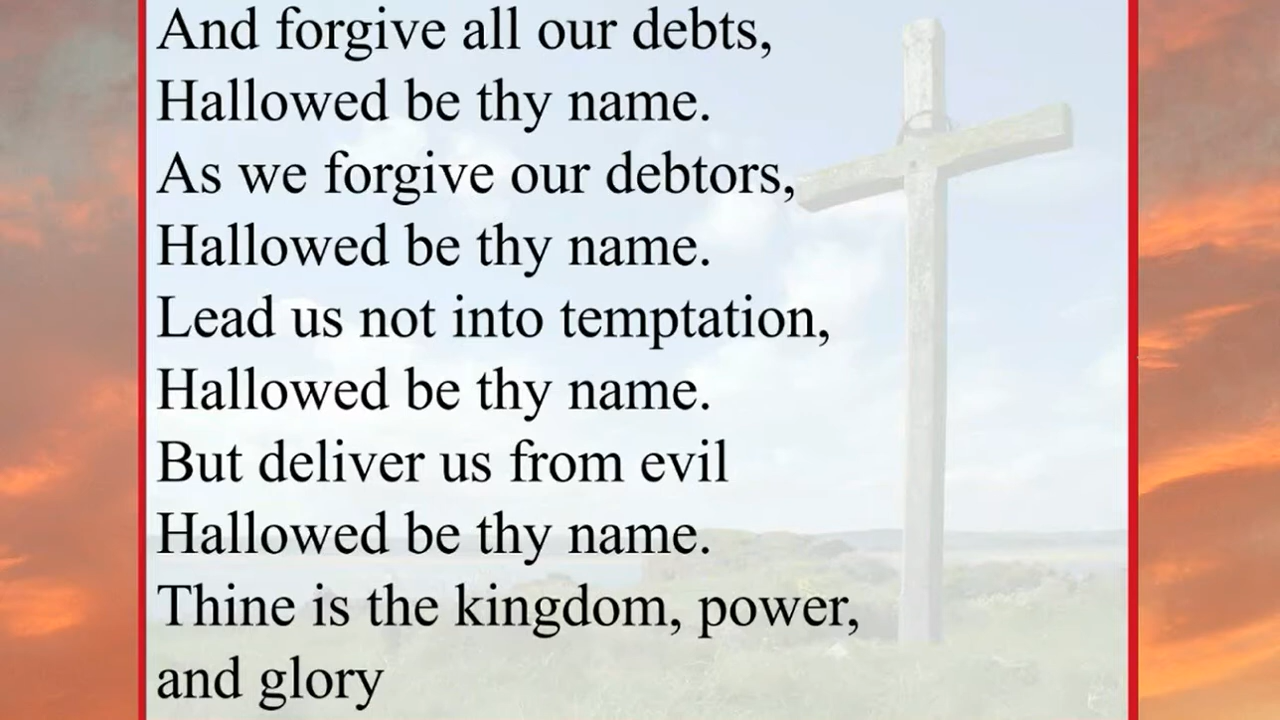 And forgive all our debts,
Hallowed be thy name.
As we forgive our debtors,
Hallowed be thy name.
Lead us not into temptation,
Hallowed be thy name.
But deliver us from evil
Hallowed be thy name.
Thine is the kingdom, power,
and glory